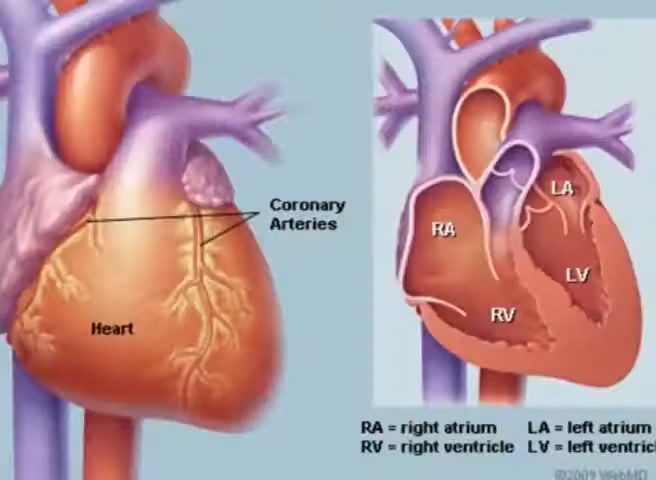 Coronary
Arteries
Heart
RA
LA
LV
RV
RA = right atrium LA = left atrium
RV = right ventricle LV = left ventricl
©2009 WebMD